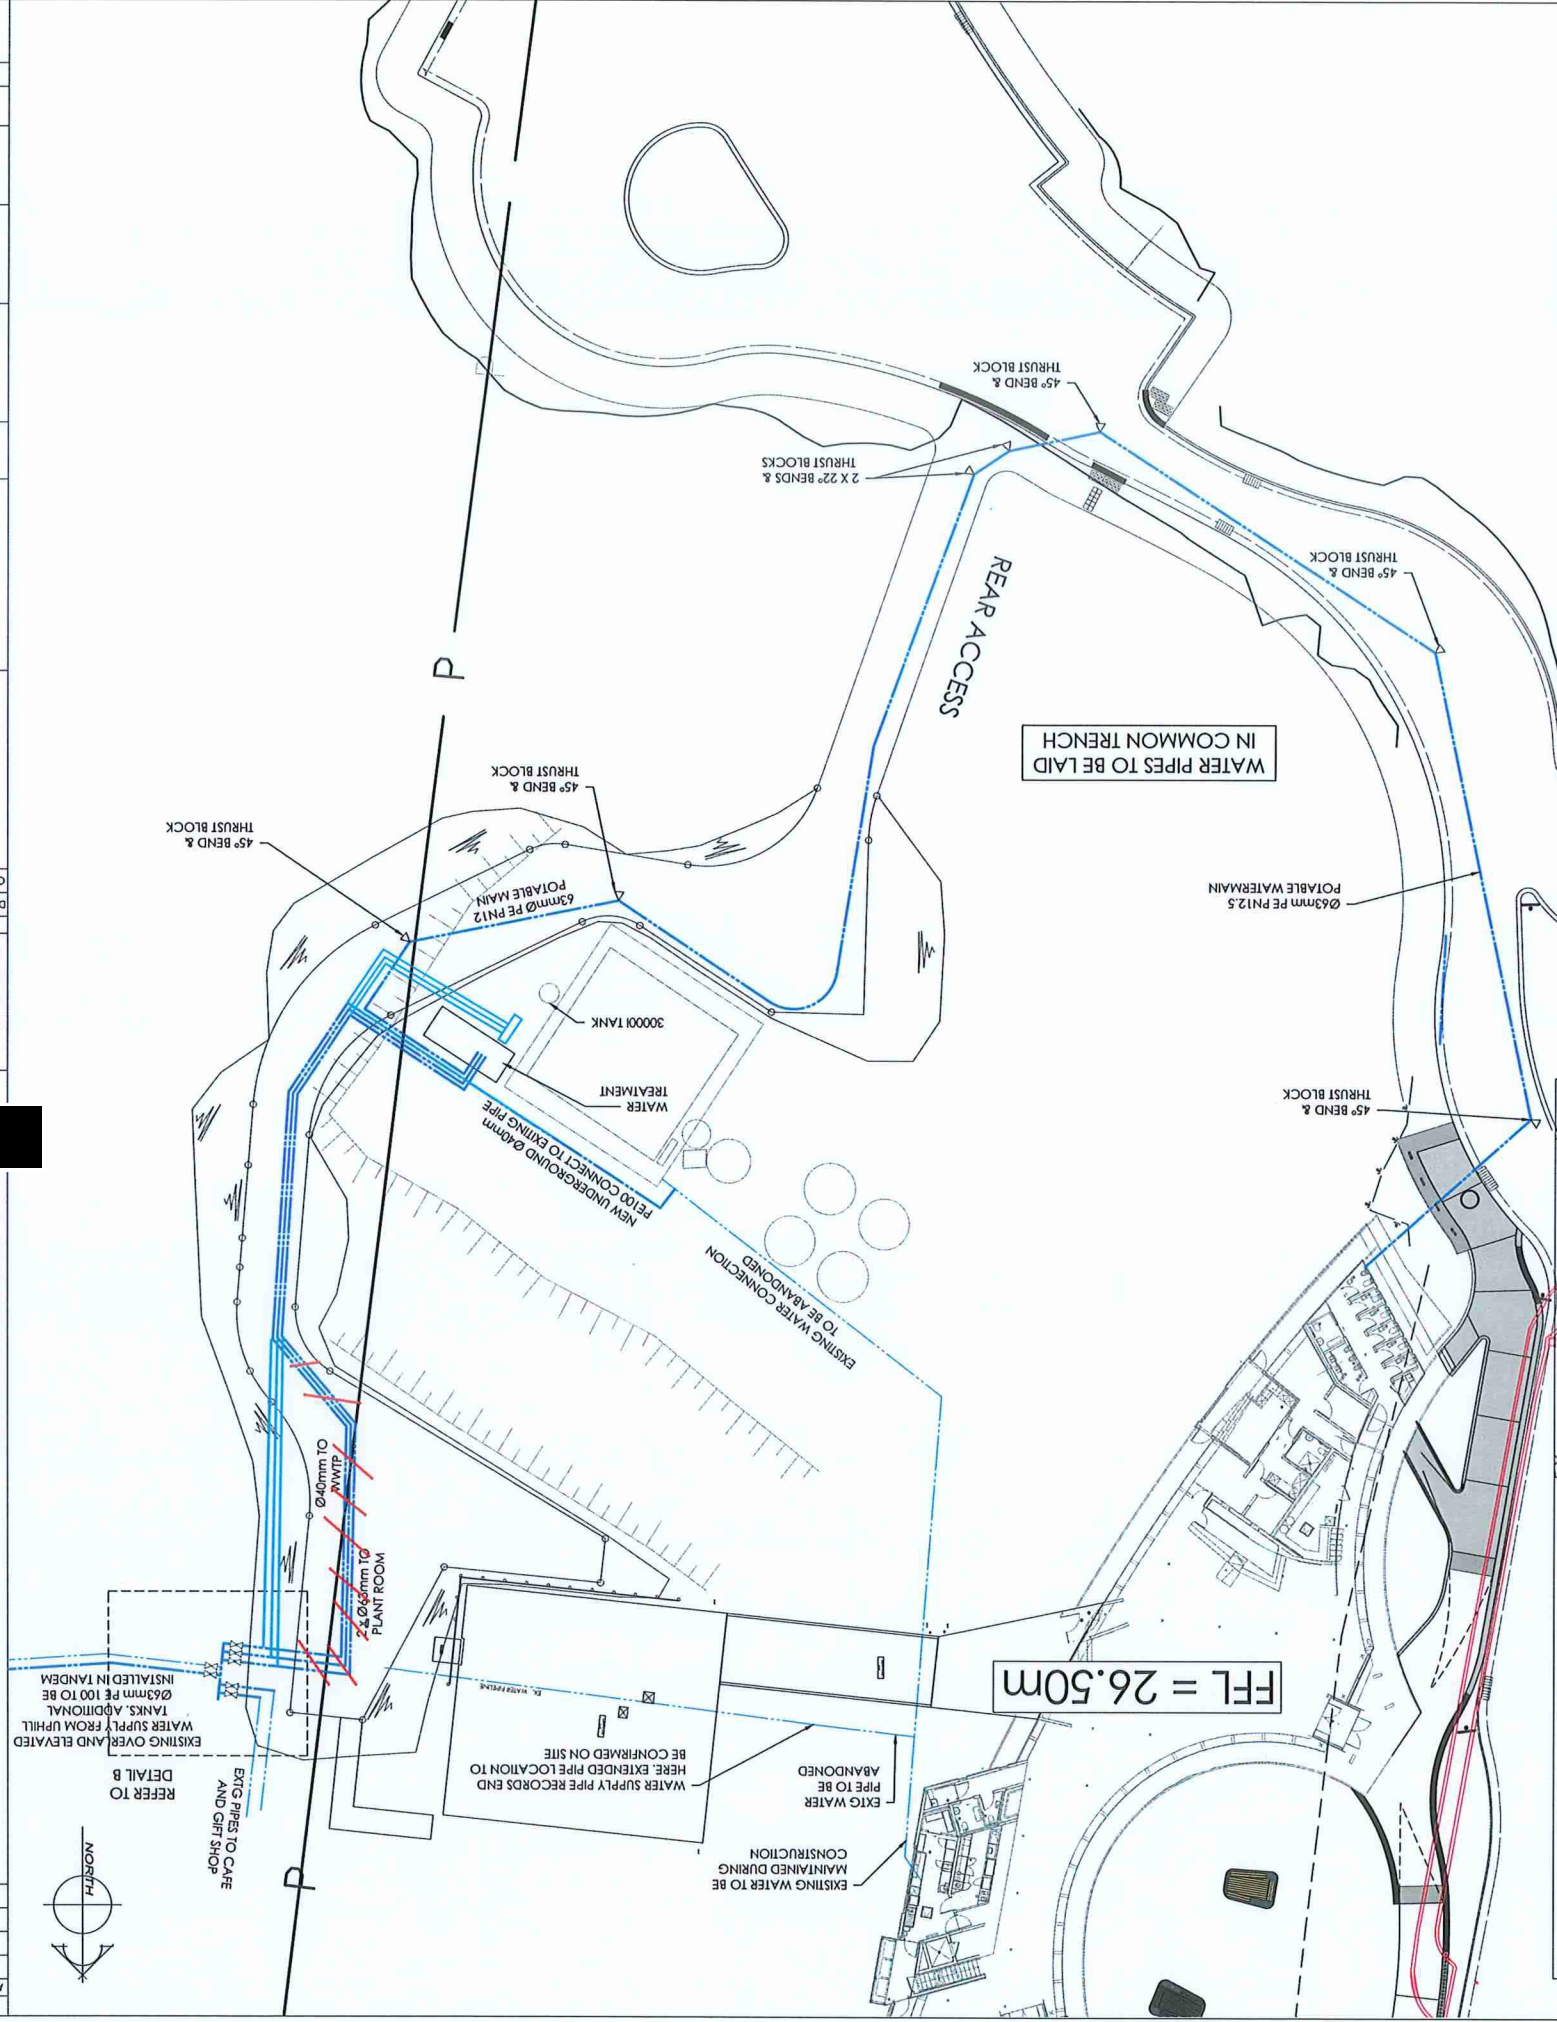 NORTH
P
EXISTING WATER TO BE
MAINTAINED DURING
CONSTRUCTION
EXTG PIPES TO CAFE
AND GIFT SHOP
REFER TO
DETAIL B
EXTG WATER
PIPE TO BE
ABANDONED
WATER SUPPLY PIPE RECORDS END
HERE. EXTENDED PIPE LOCATION TO
BE CONFIRMED ON SITE
EXISTING OVERLAND ELEVATED
WATER SUPPLY FROM UPHILL
TANKS. ADDITIONAL
Ø63mm PE 100 TO BE
INSTALLED IN TANDEM
FFL = 26.50m
EX. WATER PIPELINE
2 x Ø63mm TO
PLANT ROOM
Ø40mm TO
WWTP
EXISTING WATER CONNECTION
TO BE ABANDONED
NEW UNDERGROUND Ø40mm
PE100 CONNECT TO EXITING PIPE
45° BEND &
THRUST BLOCK
WATER
TREATMENT
30000l TANK
Ø63mm PE PN12.5
POTABLE WATERMAIN
63mmØ PE PN12
POTABLE MAIN
45° BEND &
THRUST BLOCK
45° BEND &
THRUST BLOCK
WATER PIPES TO BE LAID
IN COMMON TRENCH
P
REAR ACCESS
45° BEND &
THRUST BLOCK
2 X 22° BENDS &
THRUST BLOCKS
45° BEND &
THRUST BLOCK